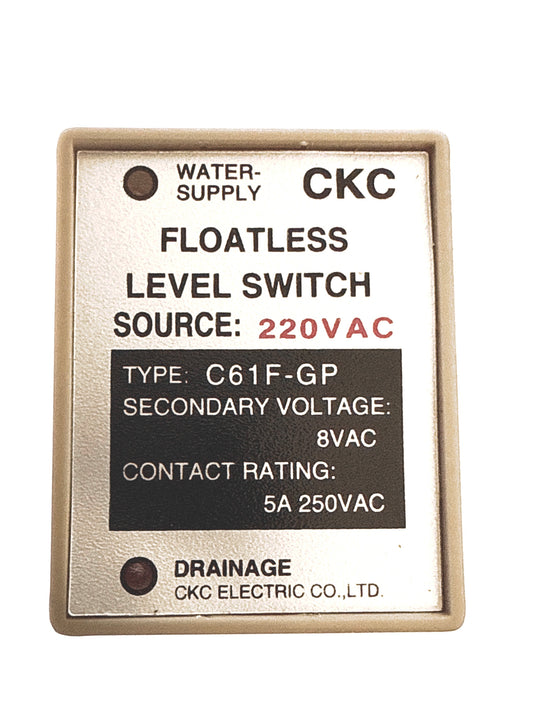 WATER-
SUPPLY
CKC
FLOATLESS
LEVEL SWITCH
SOURCE: 220VAC
TYPE: C61F-GP
SECONDARY VOLTAGE:
8VAC
CONTACT RATING:
5A 250VAC
DRAINAGE
CKC ELECTRIC CO.,LTD.